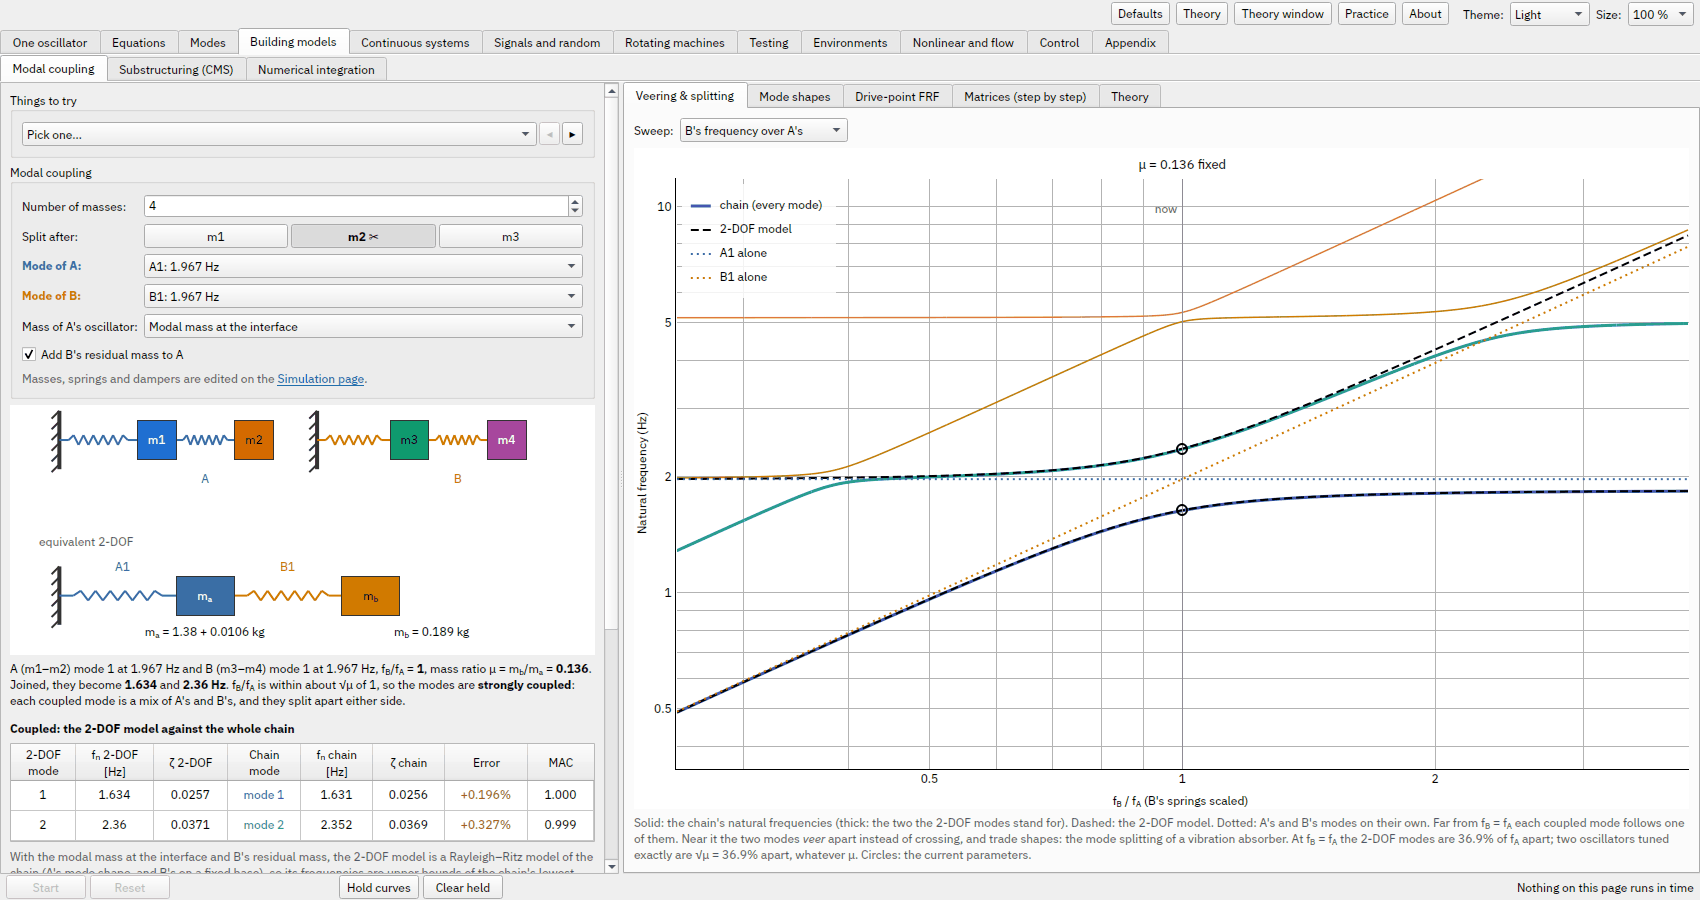 Defaults Theory Theory window Practice About Theme: Light Size: 100 %
One oscillator Equations Modes Building models Continuous systems Signals and random Rotating machines Testing Environments Nonlinear and flow Control Appendix
Modal coupling Substructuring (CMS) Numerical integration
Things to try
Pick one...
Modal coupling
Number of masses: 4
Split after: m1 m2 ✂ m3
Mode of A: A1: 1.967 Hz
Mode of B: B1: 1.967 Hz
Mass of A's oscillator: Modal mass at the interface
Add B's residual mass to A
Masses, springs and dampers are edited on the Simulation page.
m1 m2 m3 m4
A B
equivalent 2-DOF
A1 B1
mₐ m_b
mₐ = 1.38 + 0.0106 kg m_b = 0.189 kg
A (m1–m2) mode 1 at 1.967 Hz and B (m3–m4) mode 1 at 1.967 Hz, f_B/f_A = 1, mass ratio μ = m_b/mₐ = 0.136.
Joined, they become 1.634 and 2.36 Hz. f_B/f_A is within about √μ of 1, so the modes are strongly coupled:
each coupled mode is a mix of A's and B's, and they split apart either side.
Coupled: the 2-DOF model against the whole chain
2-DOF mode fₙ 2-DOF [Hz] ζ 2-DOF Chain mode fₙ chain [Hz] ζ chain Error MAC
1 1.634 0.0257 mode 1 1.631 0.0256 +0.196% 1.000
2 2.36 0.0371 mode 2 2.352 0.0369 +0.327% 0.999
With the modal mass at the interface and B's residual mass, the 2-DOF model is a Rayleigh–Ritz model of the
chain (A's mode shape, and B's on a fixed base), so its frequencies are upper bounds of the chain's lowest
Start Reset Hold curves Clear held
Veering & splitting Mode shapes Drive-point FRF Matrices (step by step) Theory
Sweep: B's frequency over A's
μ = 0.136 fixed
chain (every mode)
2-DOF model
A1 alone
B1 alone
now
10
5
2
1
0.5
Natural frequency (Hz)
0.5 1 2
f_B / f_A (B's springs scaled)
Solid: the chain's natural frequencies (thick: the two the 2-DOF modes stand for). Dashed: the 2-DOF model. Dotted: A's and B's modes on their own. Far from f_B = f_A each coupled mode follows one
of them. Near it the two modes veer apart instead of crossing, and trade shapes: the mode splitting of a vibration absorber. At f_B = f_A the 2-DOF modes are 36.9% of f_A apart; two oscillators tuned
exactly are √μ = 36.9% apart, whatever μ. Circles: the current parameters.
Nothing on this page runs in time